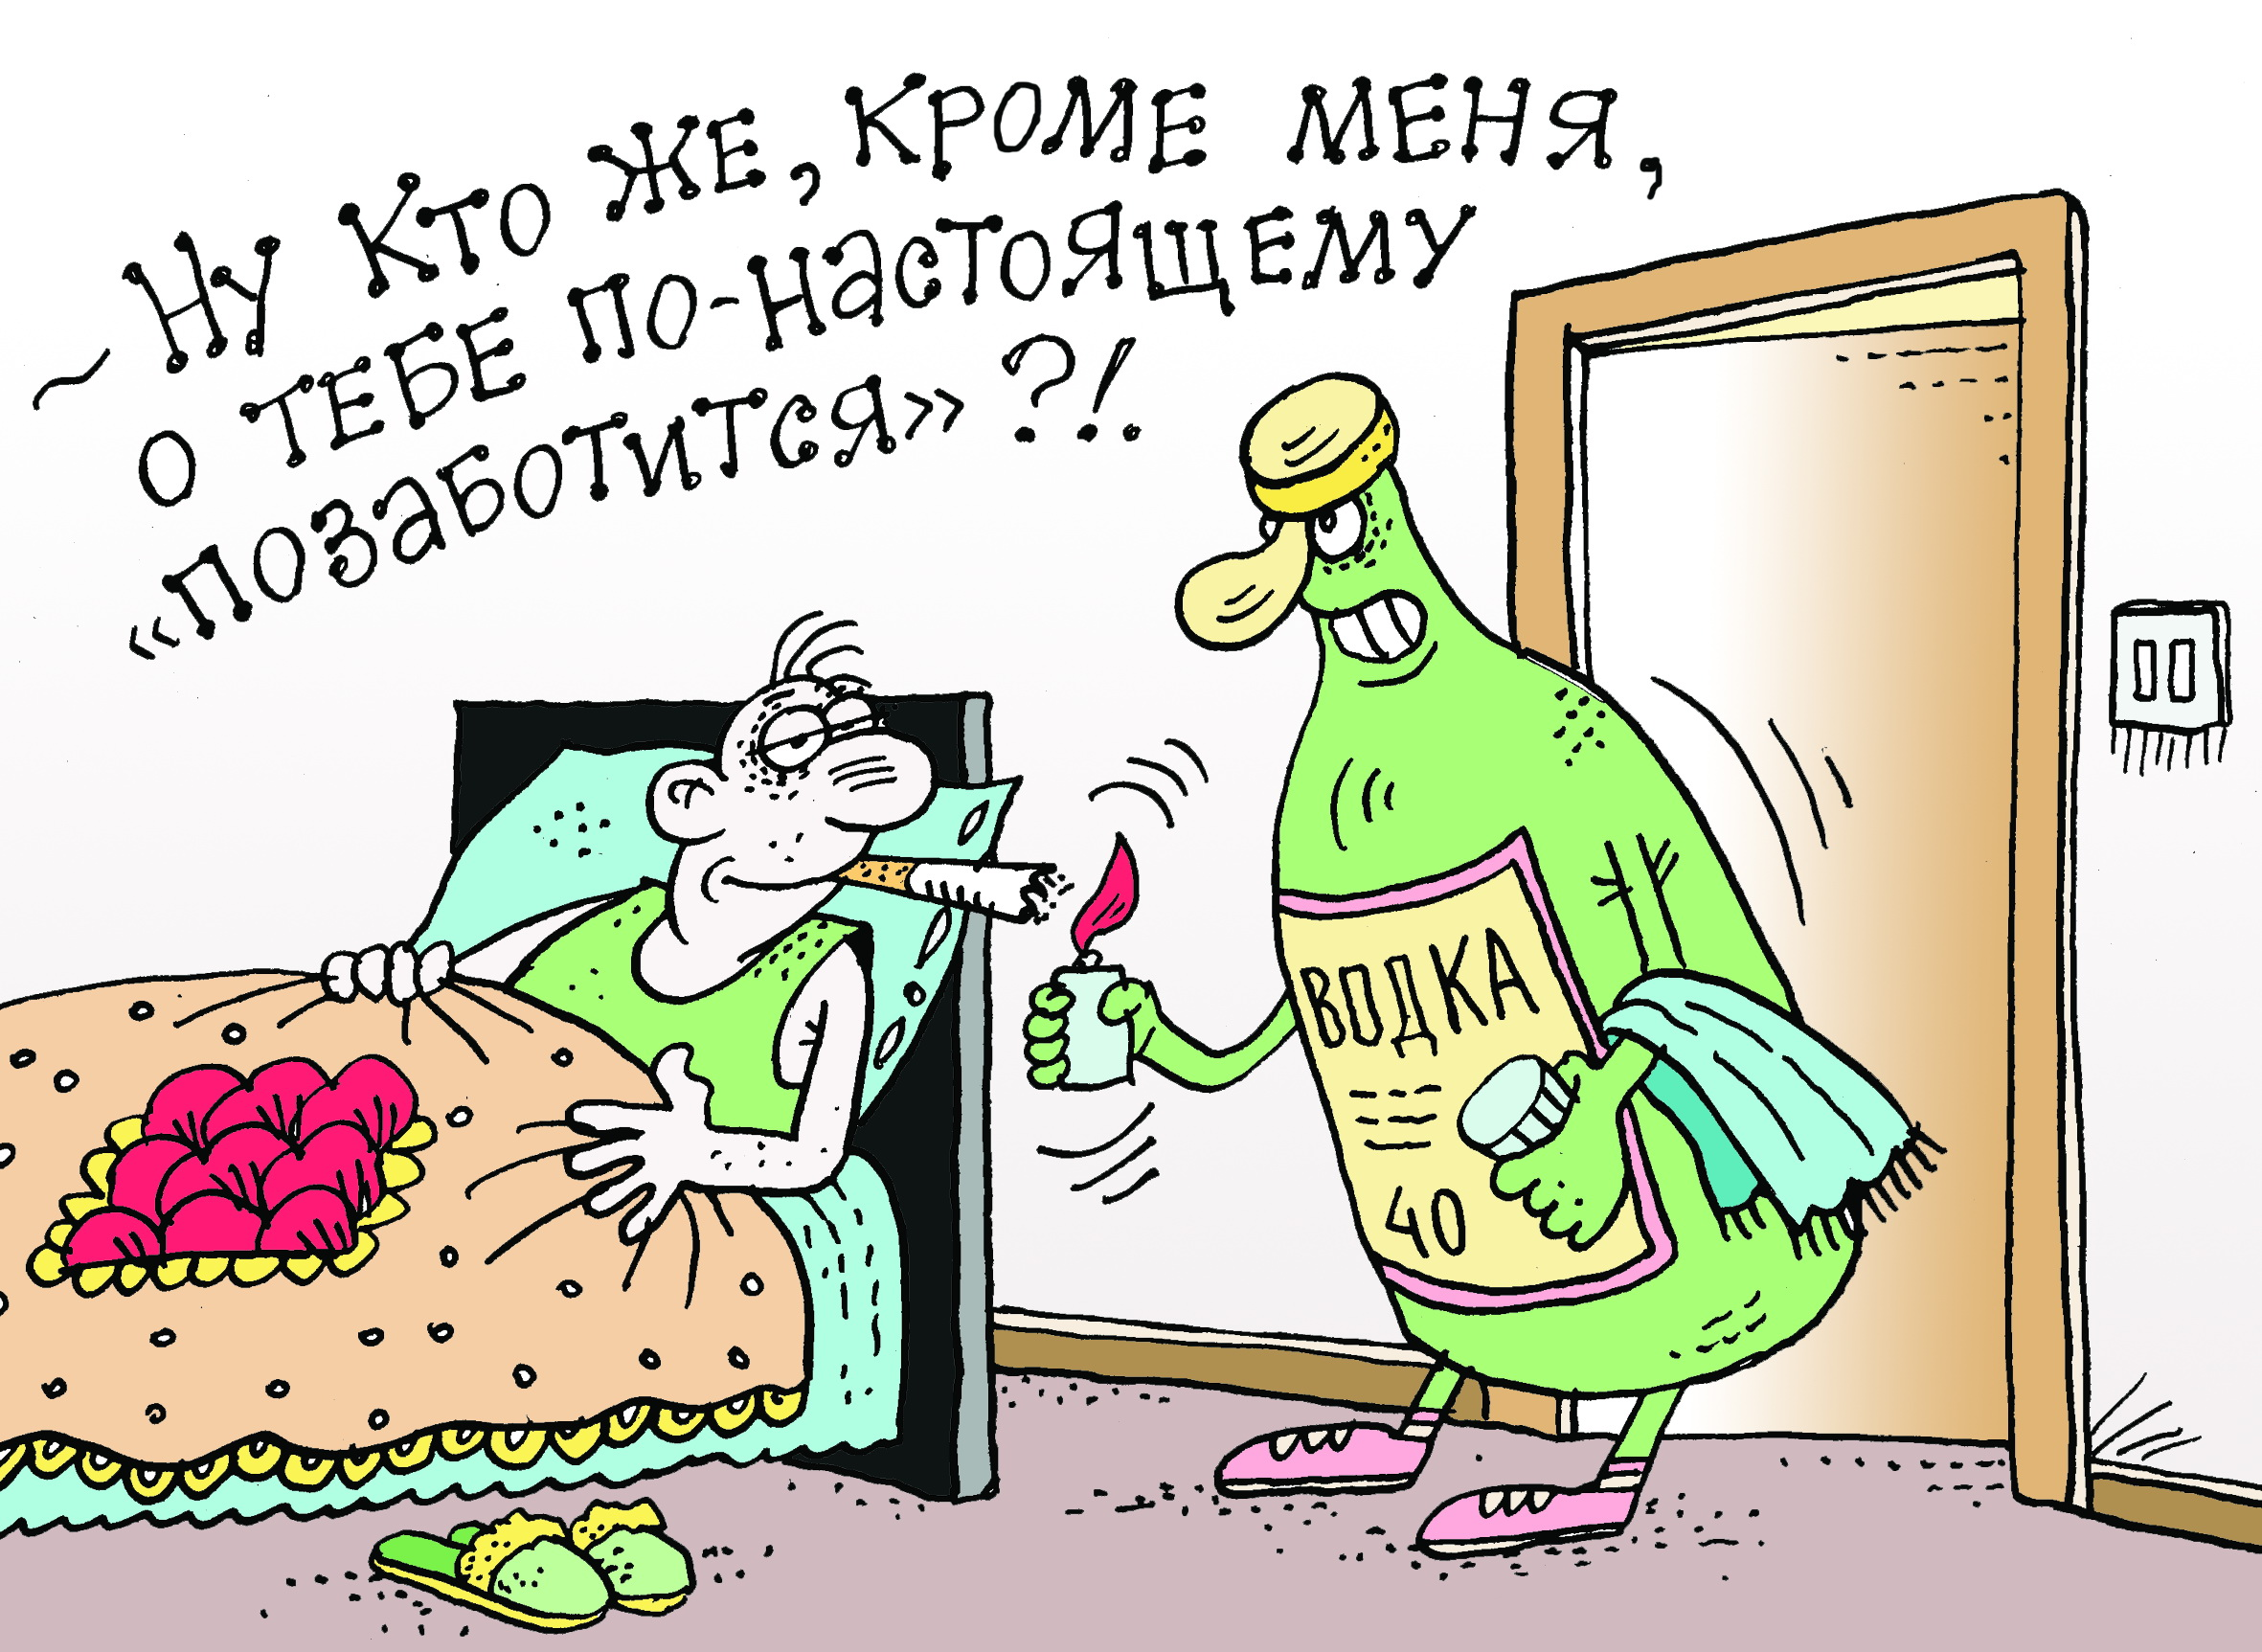 – Ну кто же, кроме меня,
о тебе по-настоящему
«позаботится»?!
ВОДКА
40